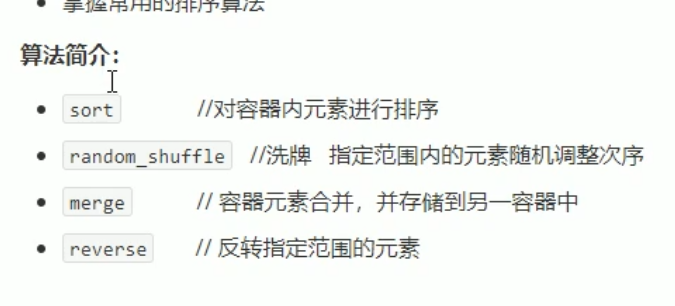 掌握常用的排序算法
算法简介：
sort //对容器内元素进行排序
random_shuffle //洗牌 指定范围内的元素随机调整次序
merge // 容器元素合并，并存储到另一容器中
reverse // 反转指定范围的元素